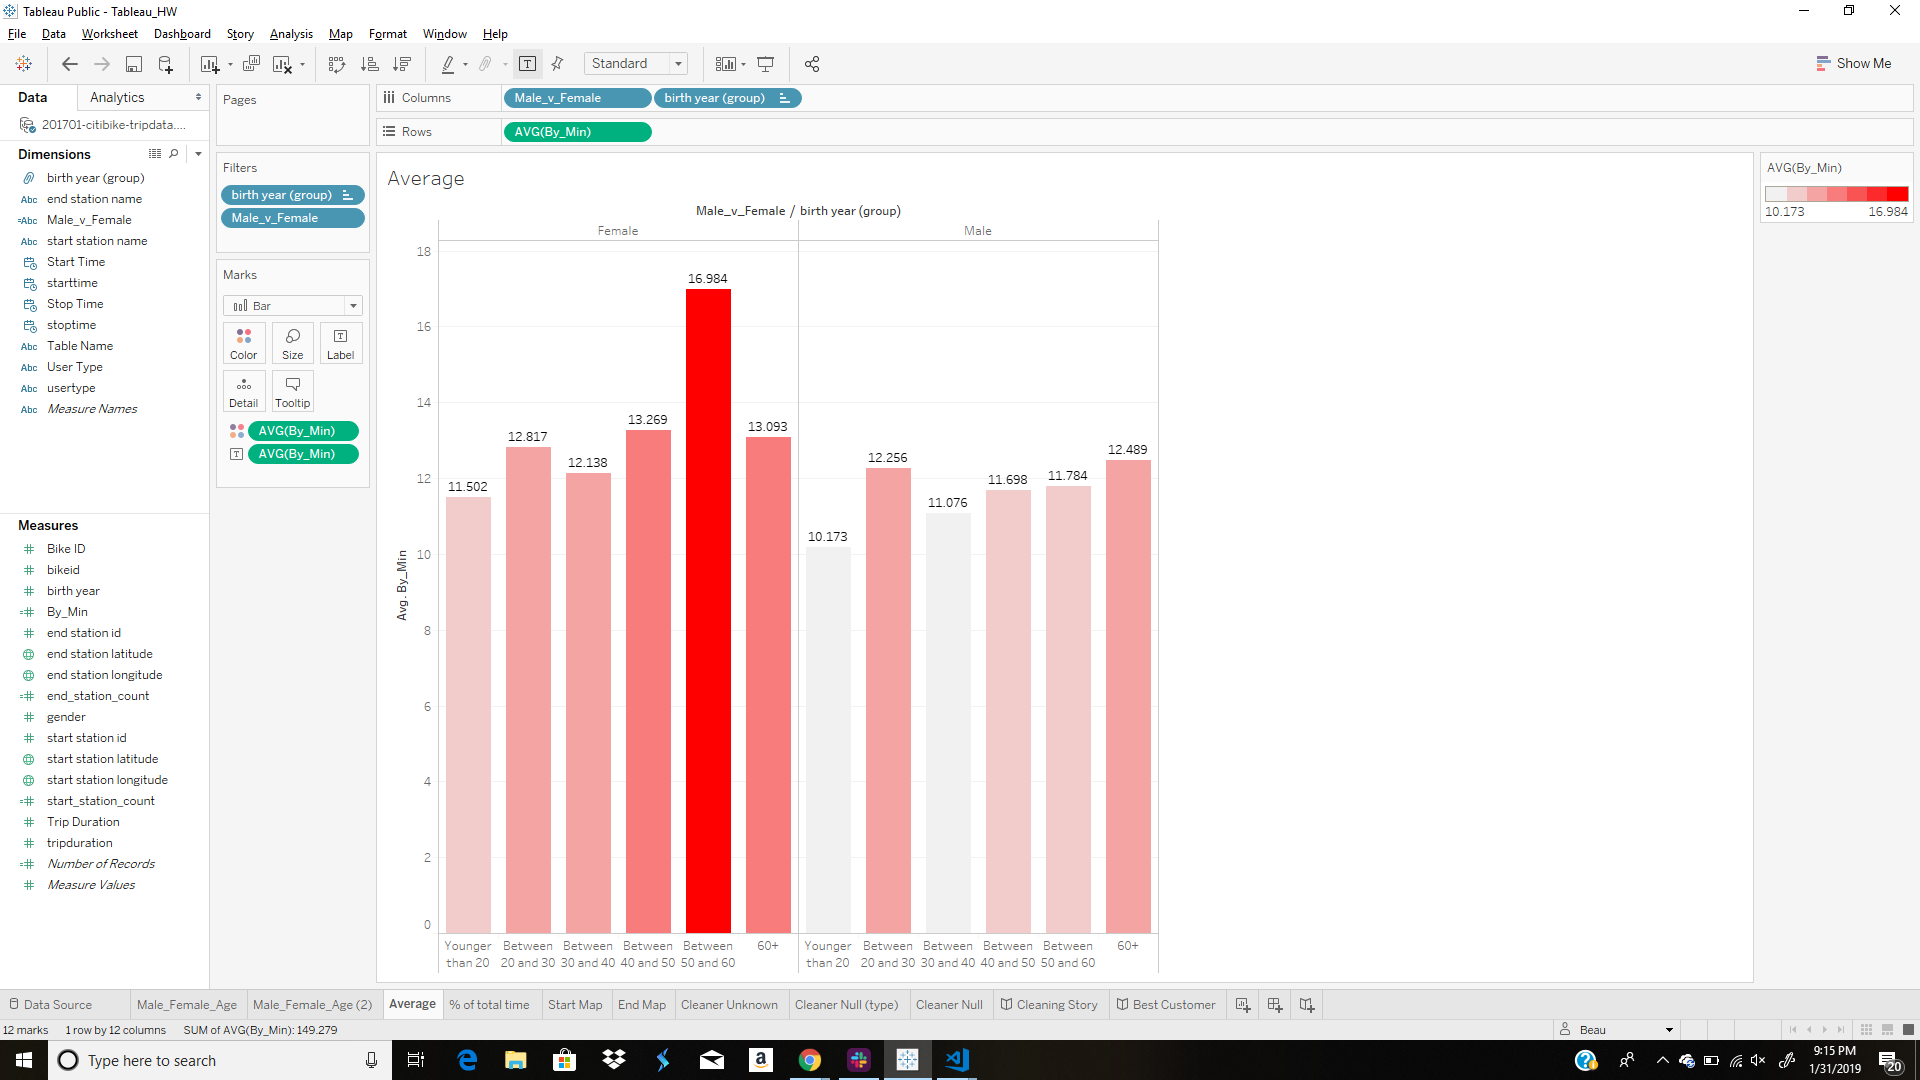 Tableau Public - Tableau_HW
File Data Worksheet Dashboard Story Analysis Map Format Window Help
Standard
Show Me
Data Analytics
201701-citibike-tripdata....
Dimensions
birth year (group)
Abc end station name
=Abc Male_v_Female
Abc start station name
Start Time
starttime
Stop Time
stoptime
Abc Table Name
Abc User Type
Abc usertype
Abc Measure Names
Measures
# Bike ID
# bikeid
# birth year
=# By_Min
# end station id
end station latitude
end station longitude
=# end_station_count
# gender
# start station id
start station latitude
start station longitude
=# start_station_count
# Trip Duration
# tripduration
=# Number of Records
# Measure Values
Pages
Filters
birth year (group)
Male_v_Female
Marks
Bar
Color Size Label
Detail Tooltip
AVG(By_Min)
T AVG(By_Min)
Columns Male_v_Female birth year (group)
Rows AVG(By_Min)
Average
Male_v_Female / birth year (group)
Female Male
Avg. By_Min
18
16
14
12
10
8
6
4
2
0
11.502
12.817
12.138
13.269
16.984
13.093
10.173
12.256
11.076
11.698
11.784
12.489
Younger Between Between Between Between 60+ Younger Between Between Between Between 60+
than 20 20 and 30 30 and 40 40 and 50 50 and 60 than 20 20 and 30 30 and 40 40 and 50 50 and 60
AVG(By_Min)
10.173 16.984
Data Source Male_Female_Age Male_Female_Age (2) Average % of total time Start Map End Map Cleaner Unknown Cleaner Null (type) Cleaner Null Cleaning Story Best Customer
12 marks 1 row by 12 columns SUM of AVG(By_Min): 149.279
Beau
Type here to search
9:15 PM
1/31/2019
20